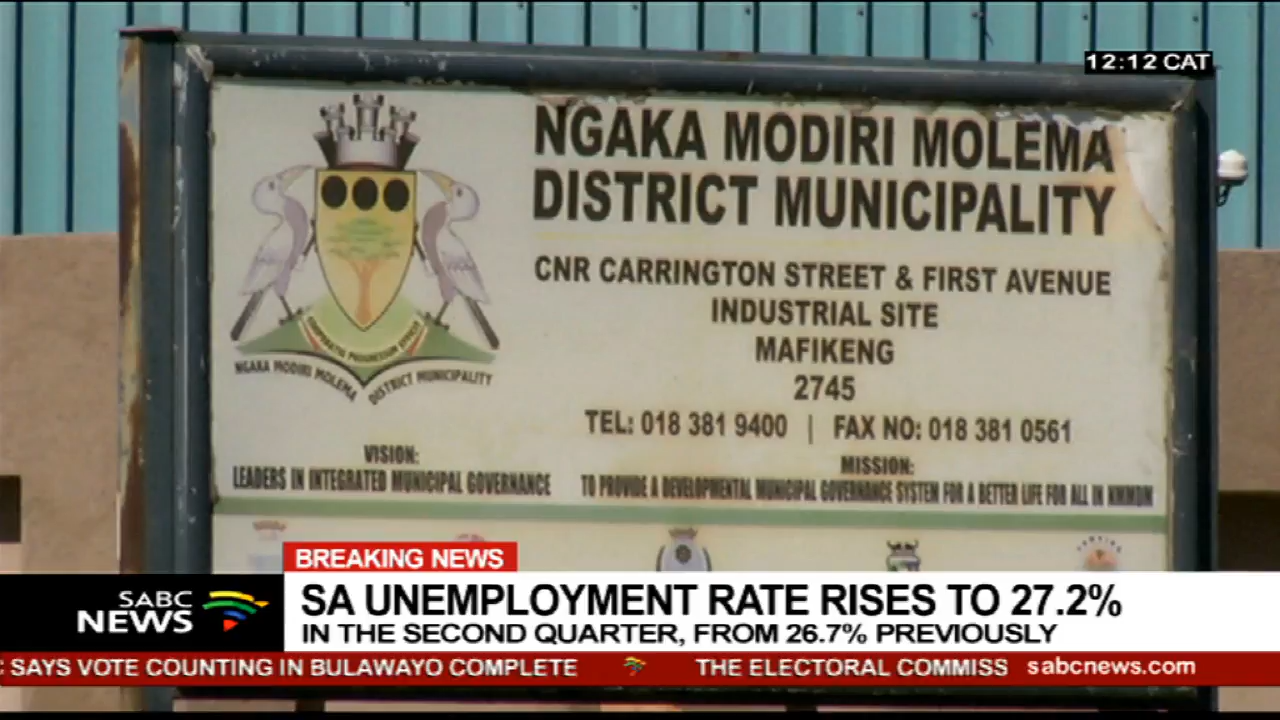 12:12 CAT
NGAKA MODIRI MOLEMA
DISTRICT MUNICIPALITY
CNR CARRINGTON STREET & FIRST AVENUE
INDUSTRIAL SITE
MAFIKENG
2745
TEL: 018 381 9400 | FAX NO: 018 381 0561
NGAKA MODIRI MOLEMA DISTRICT MUNICIPALITY
VISION:
LEADERS IN INTEGRATED MUNICIPAL GOVERNANCE
MISSION:
TO PROVIDE A DEVELOPMENTAL MUNICIPAL GOVERNANCE SYSTEM FOR A BETTER LIFE FOR ALL IN NMMDM
BREAKING NEWS
SABC
NEWS
SA UNEMPLOYMENT RATE RISES TO 27.2%
IN THE SECOND QUARTER, FROM 26.7% PREVIOUSLY
SAYS VOTE COUNTING IN BULAWAYO COMPLETE THE ELECTORAL COMMISS sabcnews.com